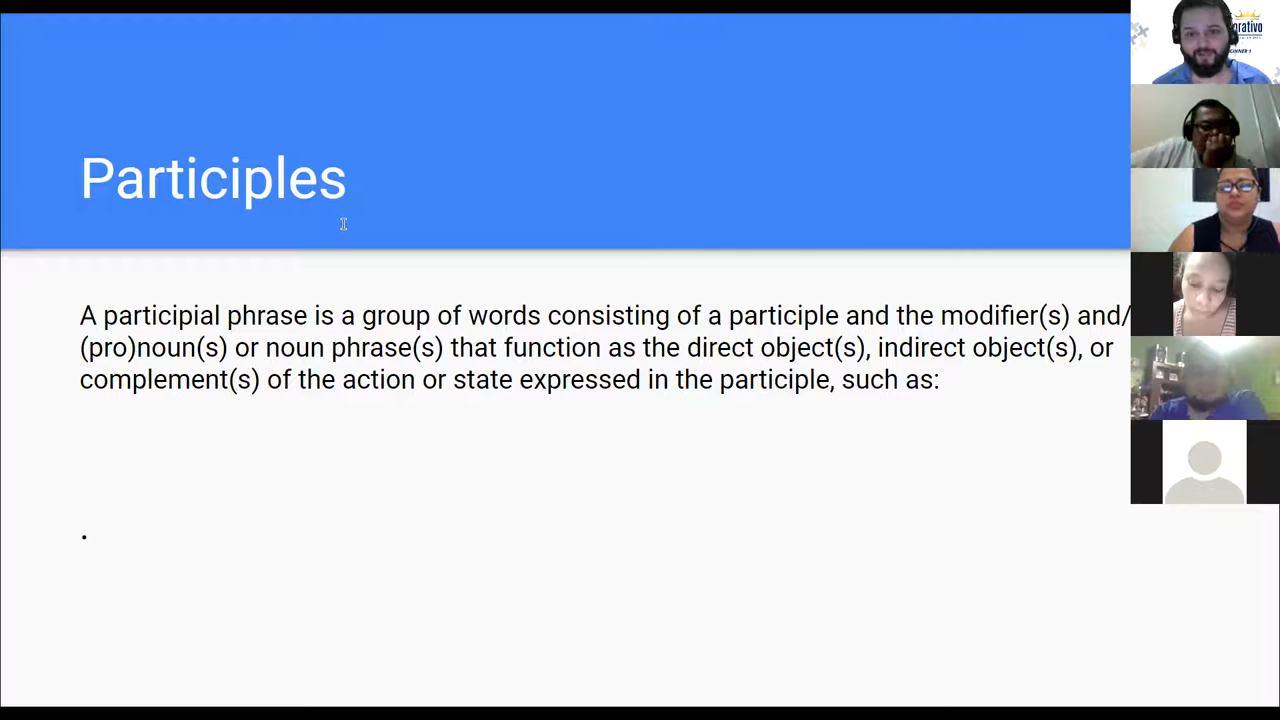 Participles
A participial phrase is a group of words consisting of a participle and the modifier(s) and/
(pro)noun(s) or noun phrase(s) that function as the direct object(s), indirect object(s), or
complement(s) of the action or state expressed in the participle, such as:
.
orativo